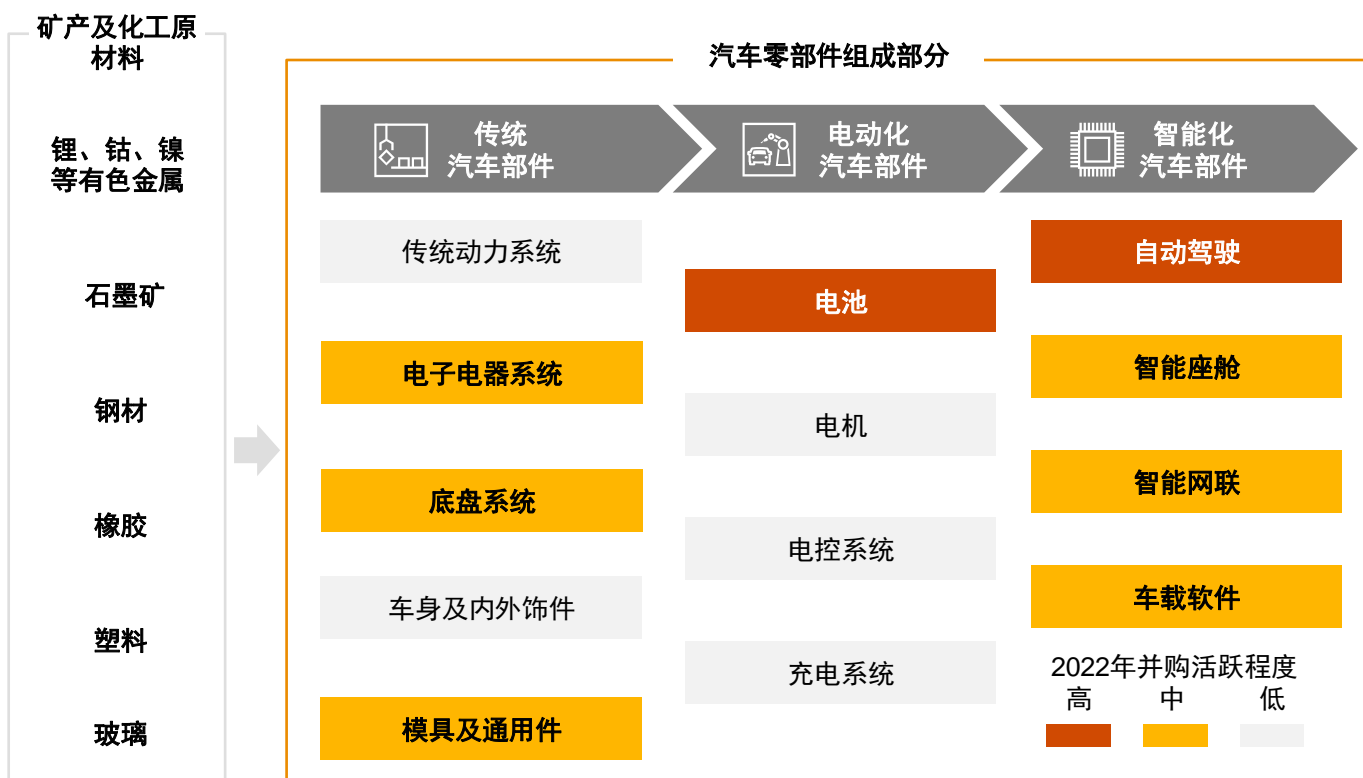 矿产及化工原
材料
锂、钴、镍
等有色金属
石墨矿
钢材
橡胶
塑料
玻璃
汽车零部件组成部分
传统
汽车部件
传统动力系统
电子电器系统
底盘系统
车身及内外饰件
模具及通用件
电动化
汽车部件
电池
电机
电控系统
充电系统
智能化
汽车部件
自动驾驶
智能座舱
智能网联
车载软件
2022年并购活跃程度
高 中 低